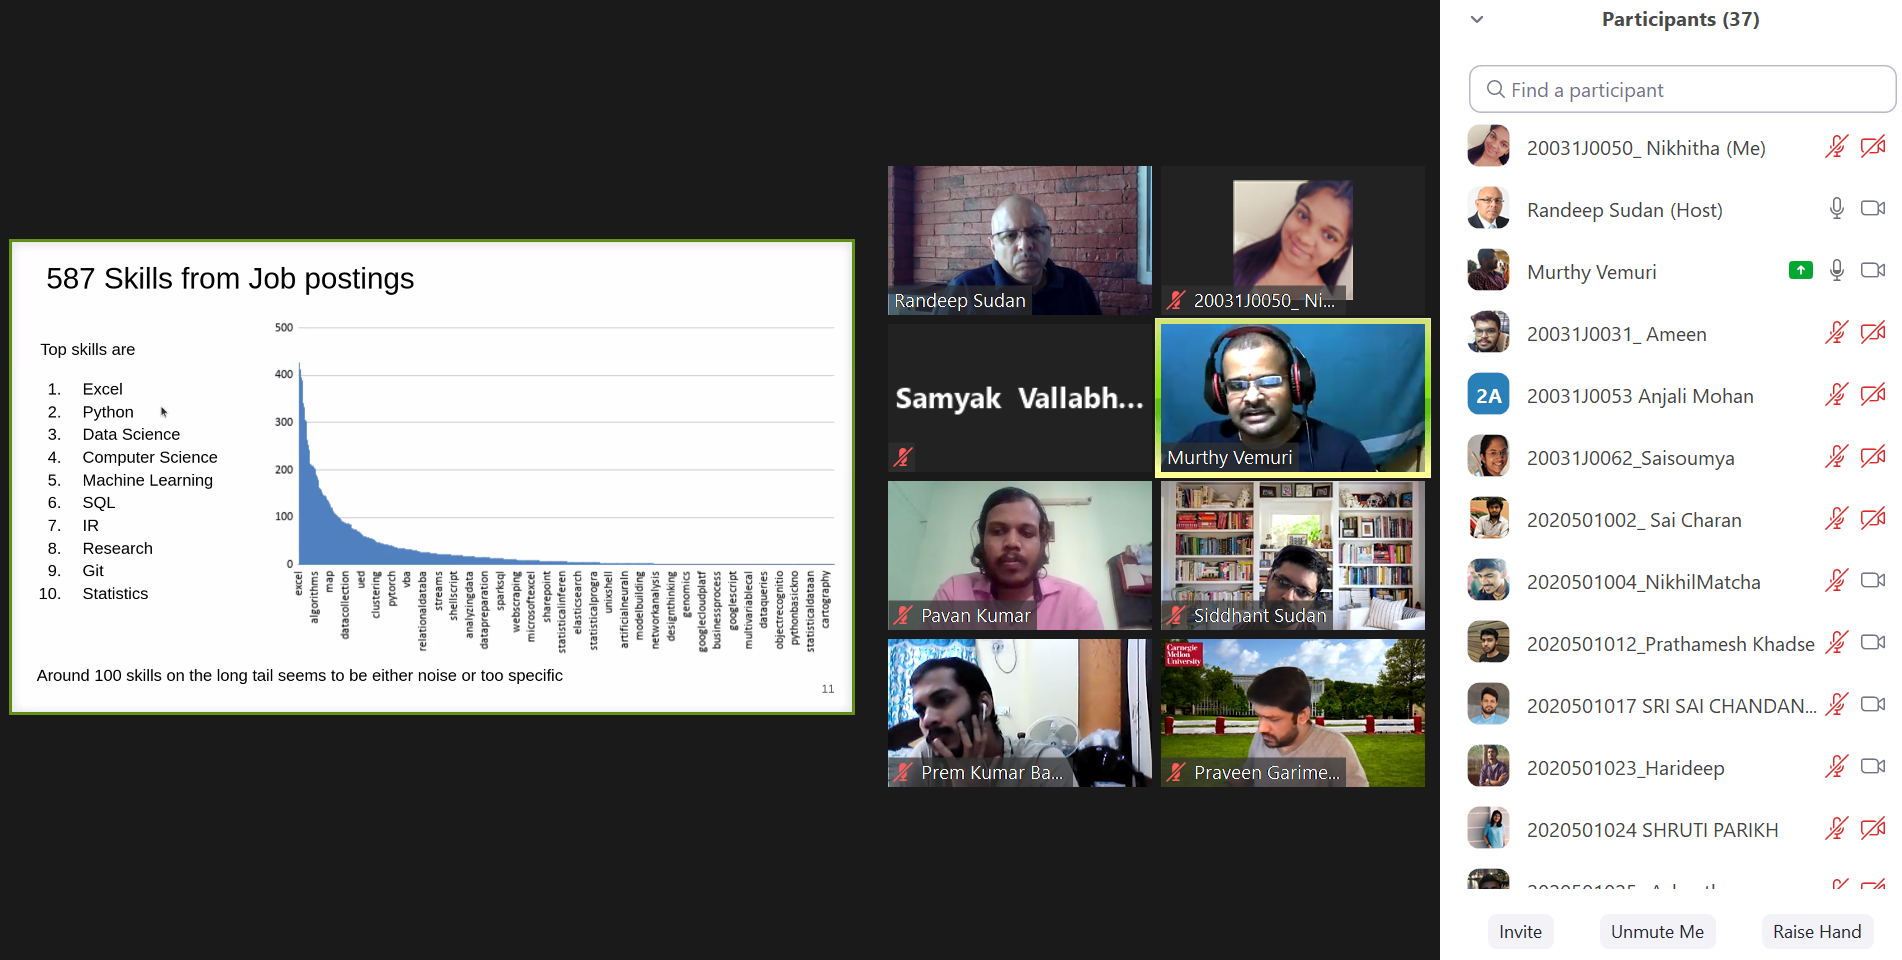 587 Skills from Job postings
Top skills are
1. Excel
2. Python
3. Data Science
4. Computer Science
5. Machine Learning
6. SQL
7. IR
8. Research
9. Git
10. Statistics
500
400
300
200
100
0
excel
algorithms
map
datacollection
ued
clustering
pytorch
vba
relationaldataba
streams
shellscript
analyzingdata
datapreparation
sparksql
webscraping
microsoftexcel
sharepoint
statisticalinferen
elasticsearch
statisticalprogra
unixshell
artificialneuraln
modelbuilding
networkanalysis
designthinking
genomics
googlecloudplatf
businessprocess
googlescript
multivariablecal
dataqueries
objectrecognitio
pythonbasickno
statisticaldataan
cartography
Around 100 skills on the long tail seems to be either noise or too specific
11
Randeep Sudan
20031J0050_ Ni...
Samyak Vallabh...
Murthy Vemuri
Pavan Kumar
Siddhant Sudan
Prem Kumar Ba...
Carnegie
Mellon
University
Praveen Garime...
Participants (37)
Find a participant
20031J0050_ Nikhitha (Me)
Randeep Sudan (Host)
Murthy Vemuri
20031J0031_ Ameen
2A
20031J0053 Anjali Mohan
20031J0062_Saisoumya
2020501002_ Sai Charan
2020501004_NikhilMatcha
2020501012_Prathamesh Khadse
2020501017 SRI SAI CHANDAN...
2020501023_Harideep
2020501024 SHRUTI PARIKH
Invite
Unmute Me
Raise Hand